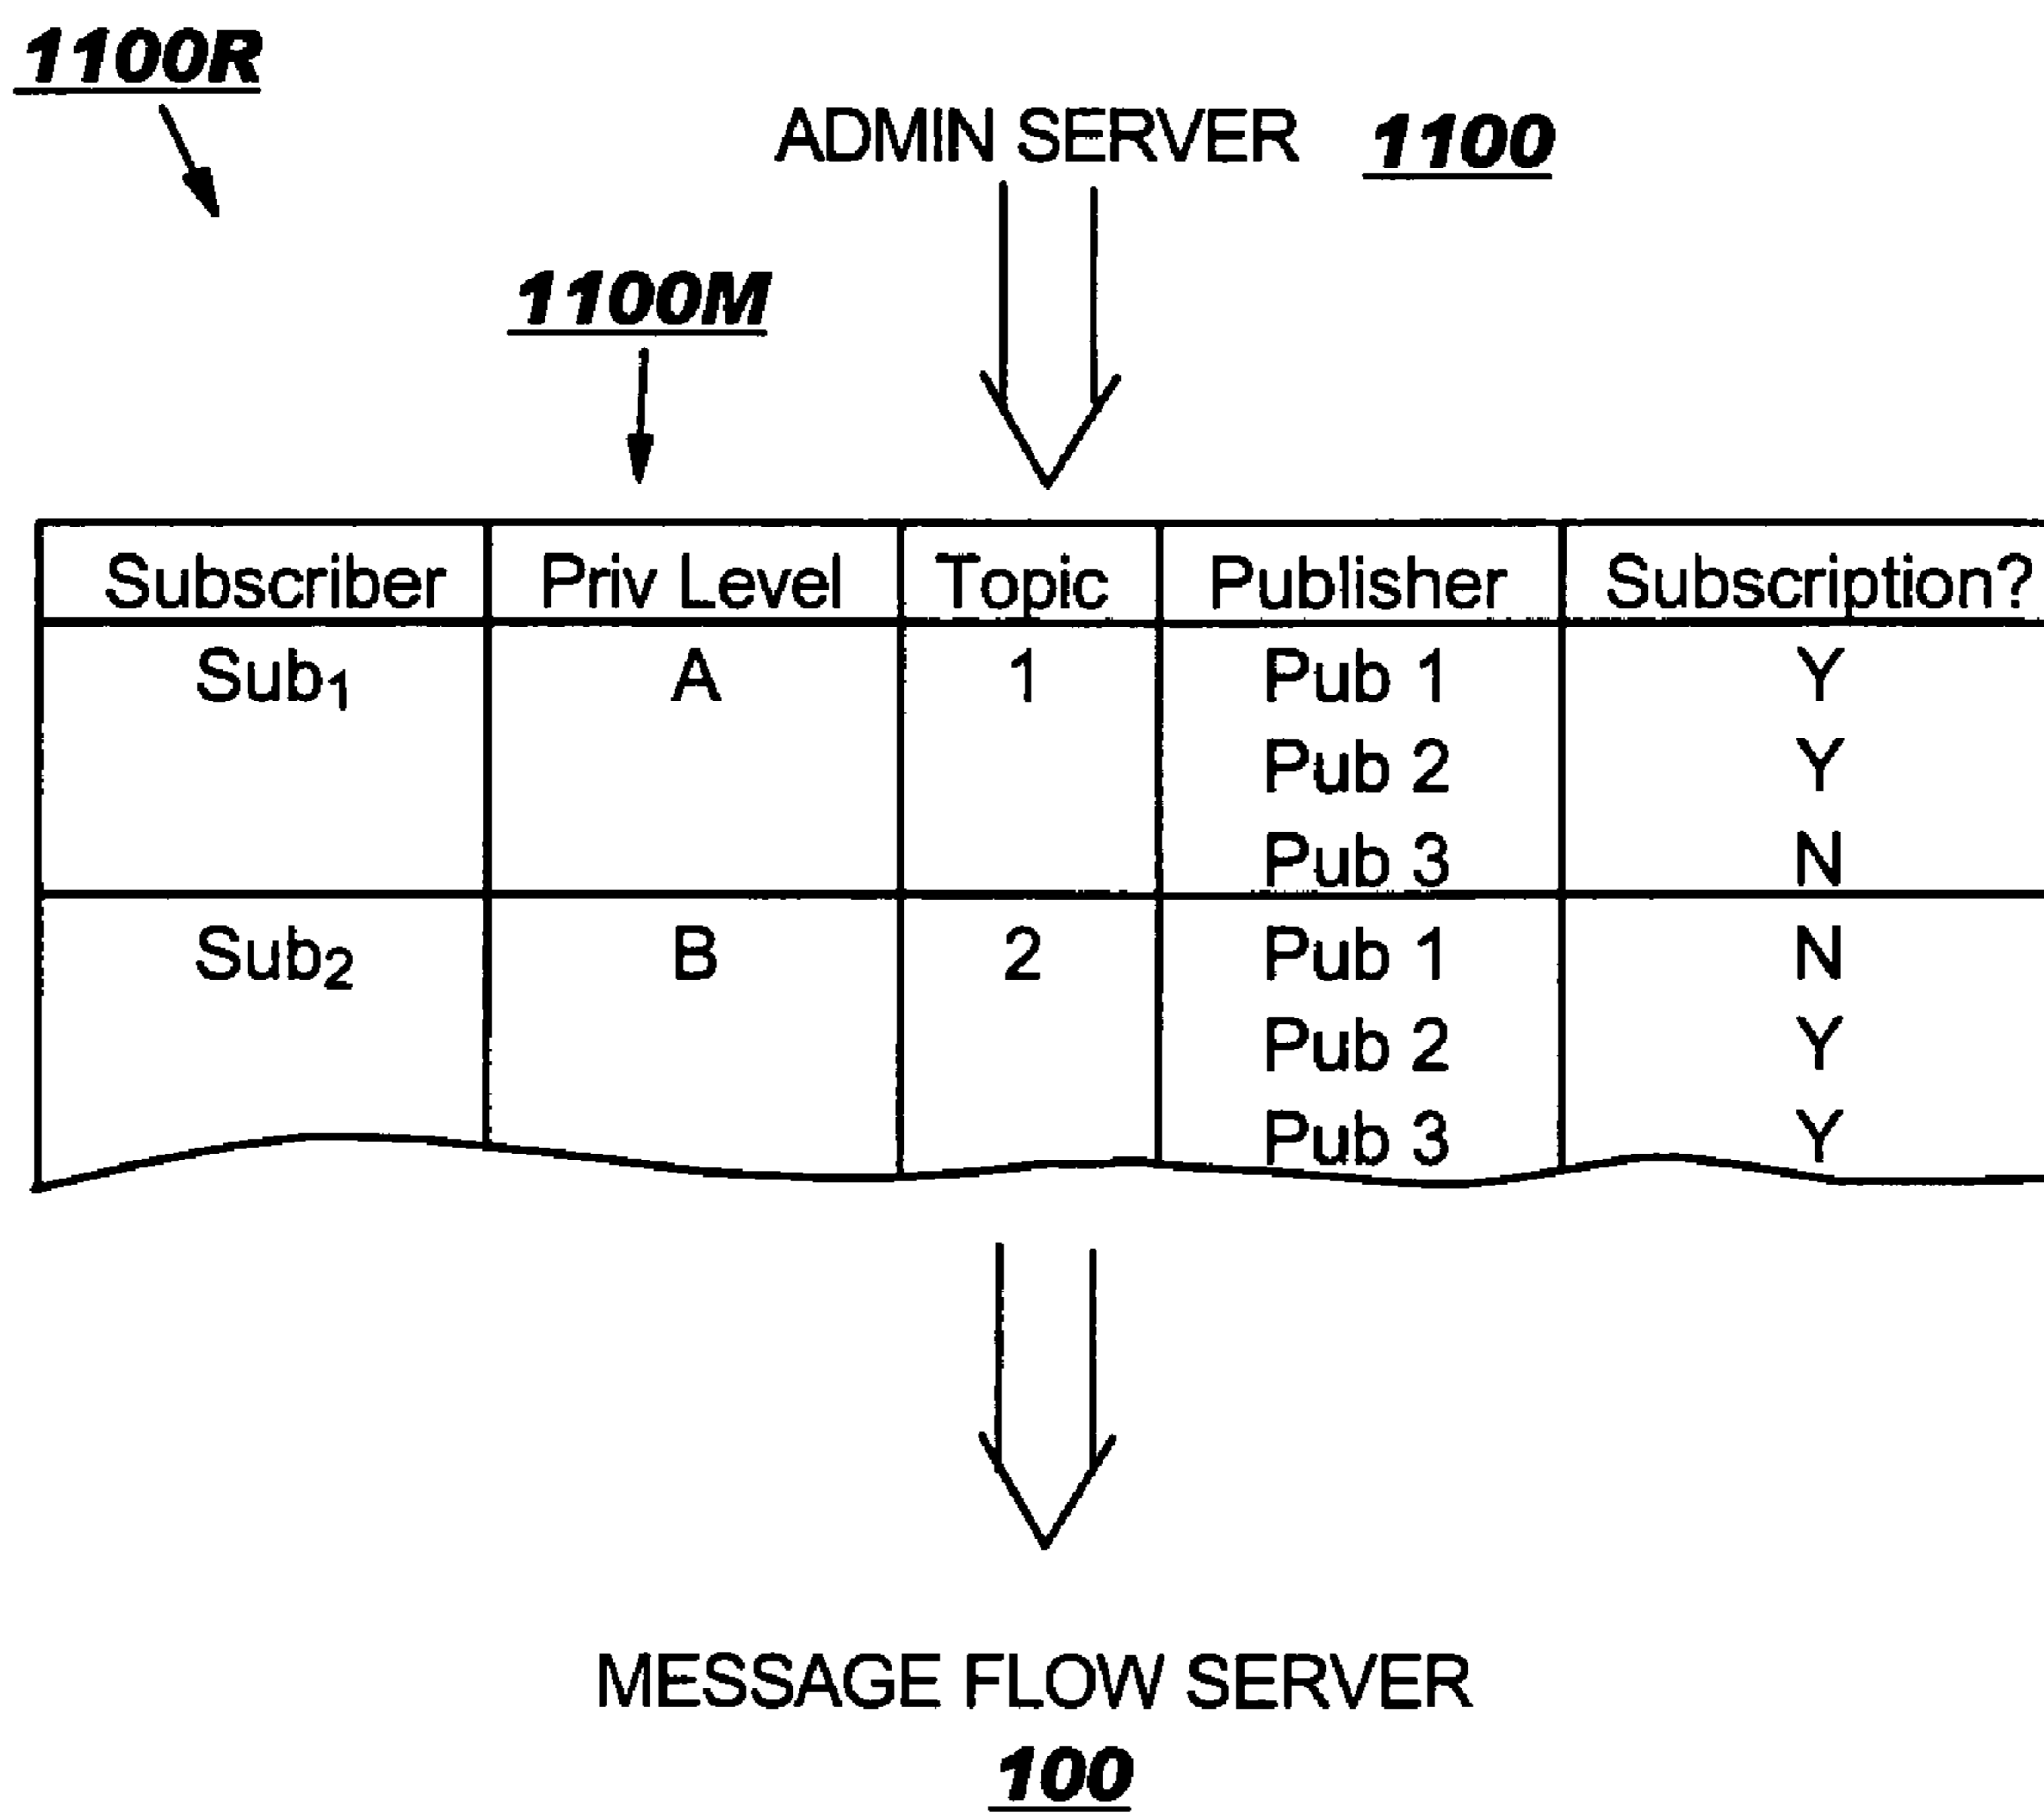 1100R
ADMIN SERVER 1100
1100M
Subscriber Priv Level Topic Publisher Subscription?
Sub₁ A 1 Pub 1 Y
Pub 2 Y
Pub 3 N
Sub₂ B 2 Pub 1 N
Pub 2 Y
Pub 3 Y
MESSAGE FLOW SERVER
100